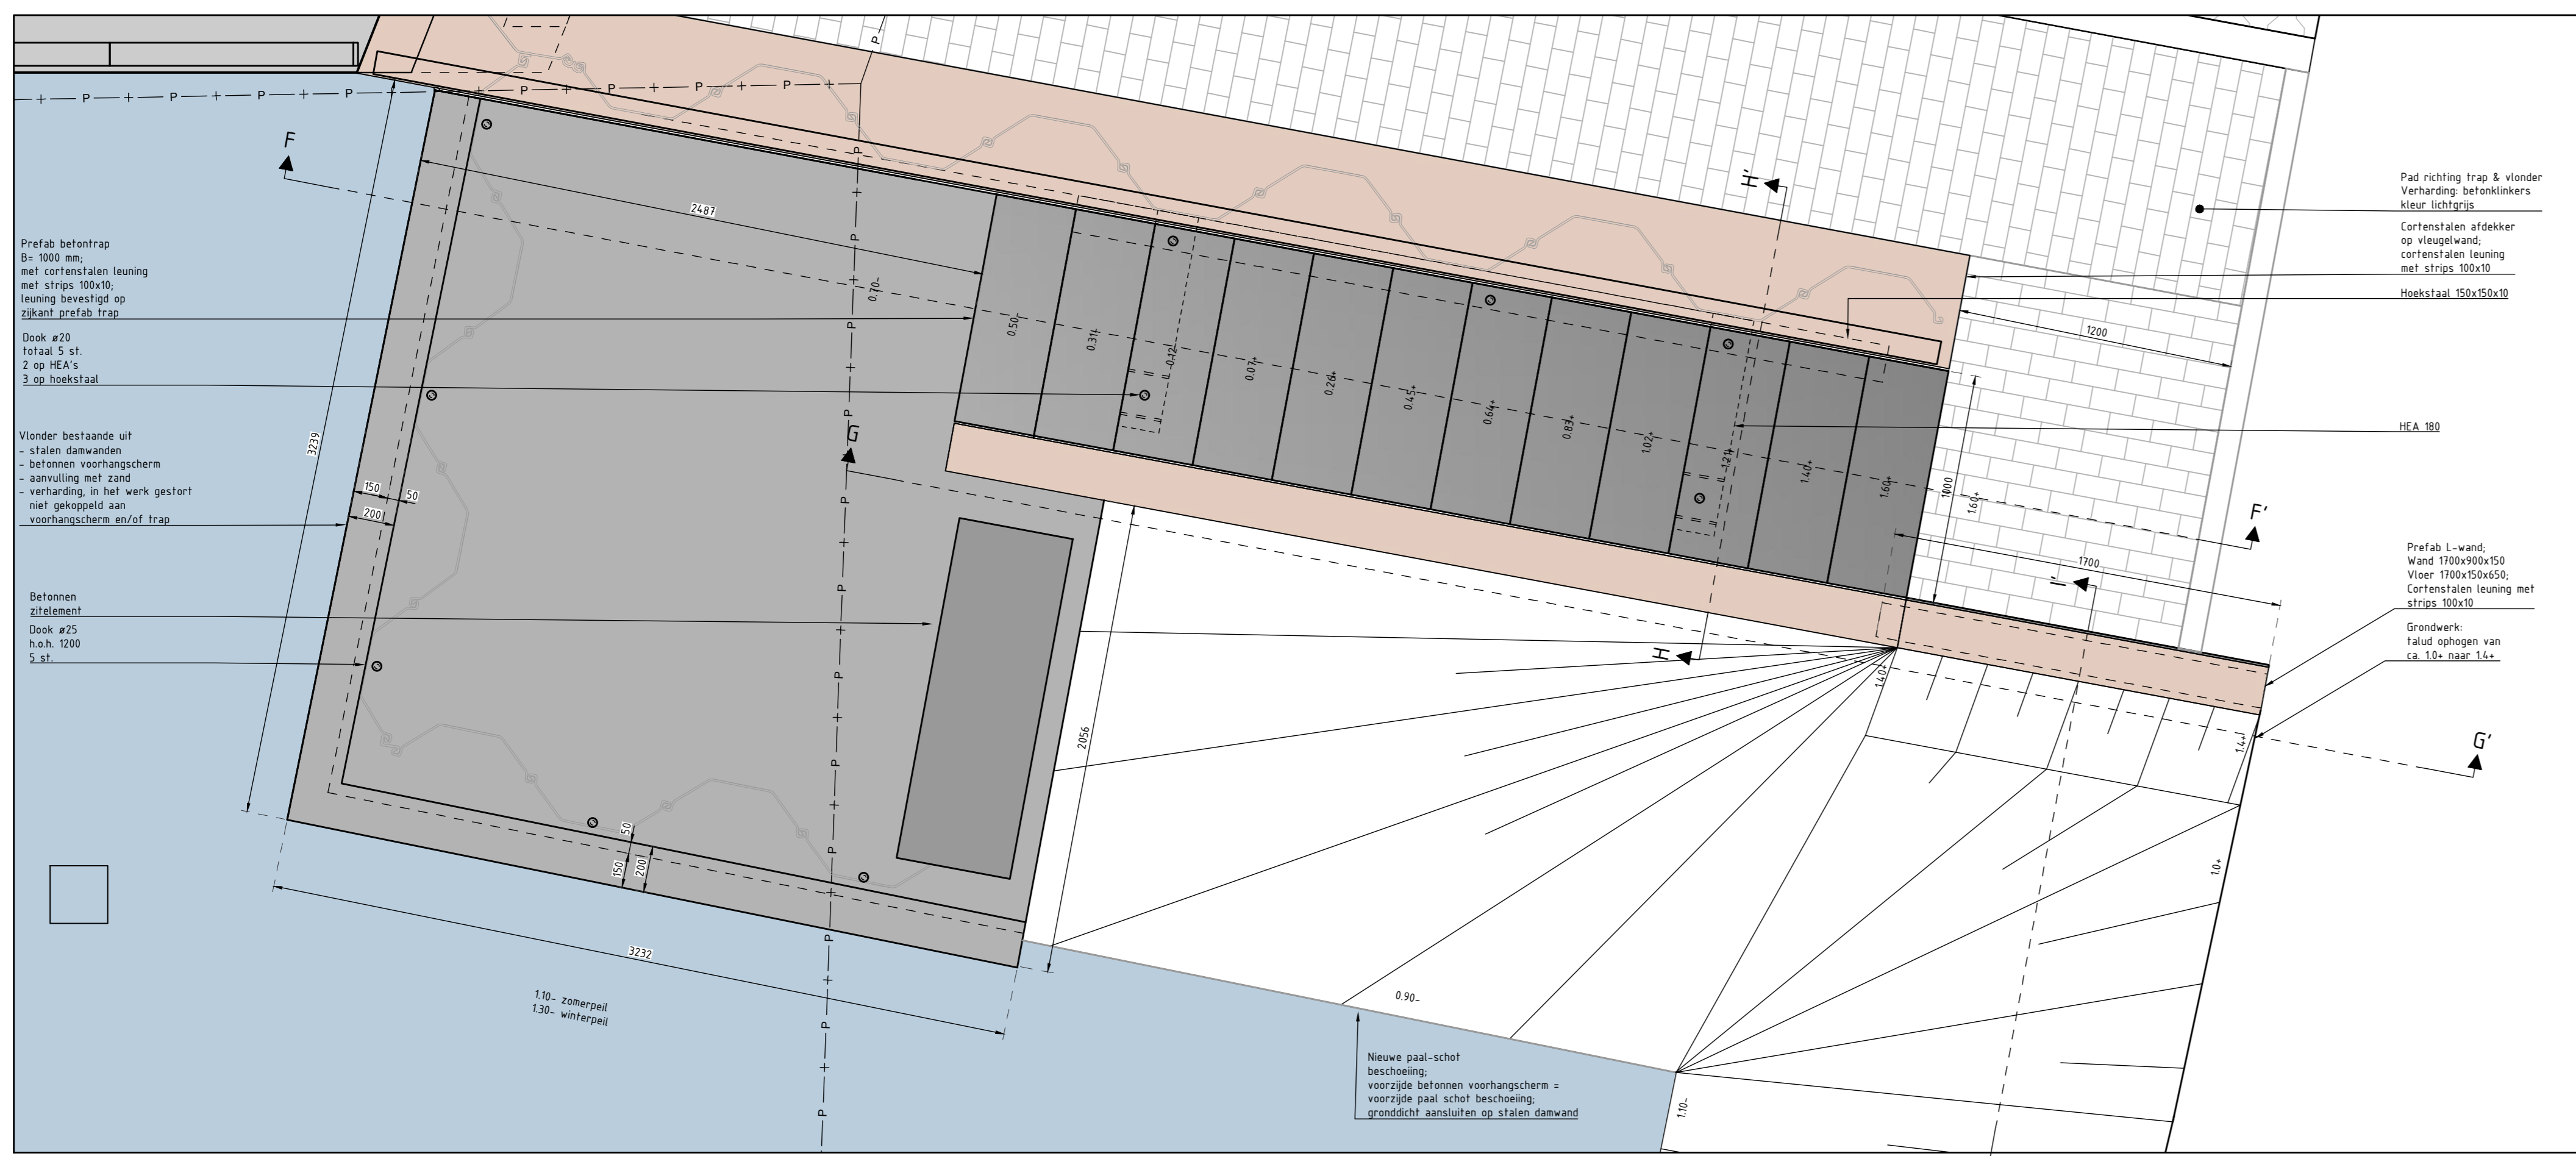 Prefab betontrap
B= 1000 mm;
met cortenstalen leuning
met strips 100x10;
leuning bevestigd op
zijkant prefab trap
Dook ø20
totaal 5 st.
2 op HEA's
3 op hoekstaal
Vlonder bestaande uit
- stalen damwanden
- betonnen voorhangscherm
- aanvulling met zand
- verharding, in het werk gestort
niet gekoppeld aan
voorhangscherm en/of trap
Betonnen
zitelement
Dook ø25
h.o.h. 1200
5 st.
P
P
P
P
P
P
P
P
P
F
3239
2487
150
50
200
0.70-
P
P
P
P
G
P
P
P
P
P
P
P
P
P
50
150
200
3232
1.10- zomerpeil
1.30- winterpeil
0.50-
0.31-
0.12-
0.07+
0.26+
0.45+
0.64+
0.83+
1.02+
1.21+
1.40+
1.60+
1000
1.60+
H'
H
1200
F'
1700
I'
1.40+
1.4+
G'
1.0+
2056
0.90-
1.10-
Nieuwe paal-schot
beschoeiing;
voorzijde betonnen voorhangscherm =
voorzijde paal schot beschoeiing;
gronddicht aansluiten op stalen damwand
Pad richting trap & vlonder
Verharding: betonklinkers
kleur lichtgrijs
Cortenstalen afdekker
op vleugelwand;
cortenstalen leuning
met strips 100x10
Hoekstaal 150x150x10
HEA 180
Prefab L-wand;
Wand 1700x900x150
Vloer 1700x150x650;
Cortenstalen leuning met
strips 100x10
Grondwerk:
talud ophogen van
ca. 1.0+ naar 1.4+